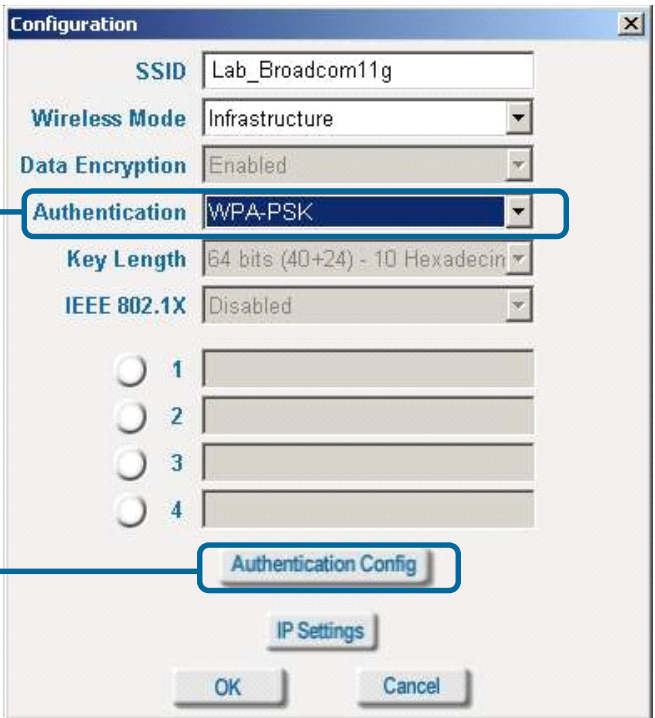 Configuration
SSID Lab_Broadcom11g
Wireless Mode Infrastructure
Data Encryption Enabled
Authentication WPA-PSK
Key Length 64 bits (40+24) - 10 Hexadecin
IEEE 802.1X Disabled
1
2
3
4
Authentication Config
IP Settings
OK Cancel